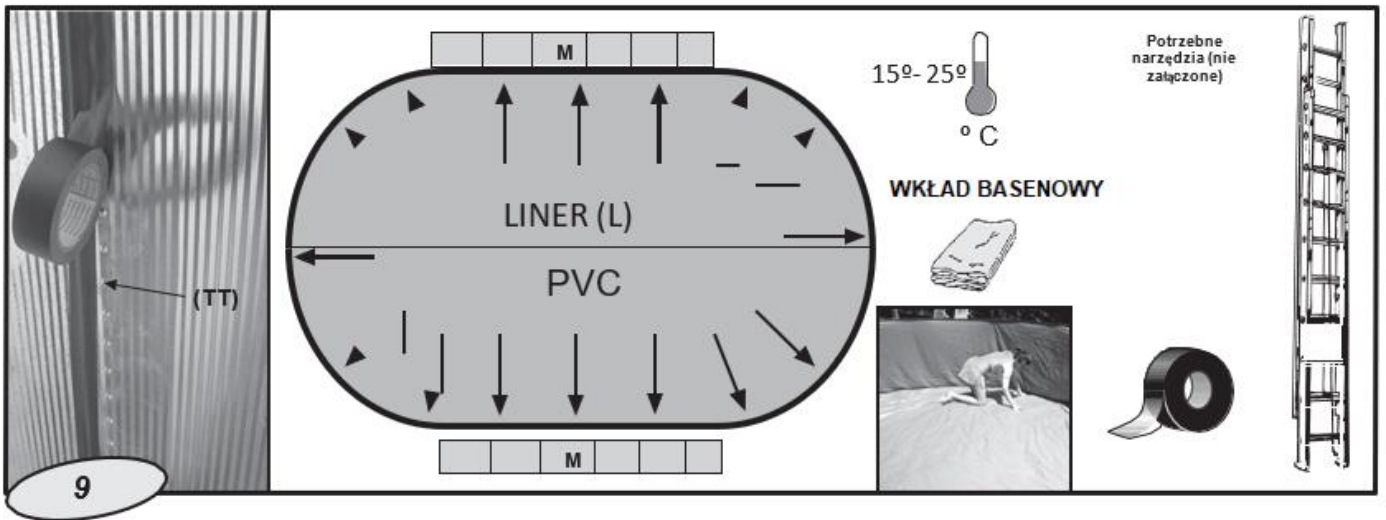 (TT)
M
LINER (L)
PVC
M
15º- 25º
º C
WKŁAD BASENOWY
Potrzebne
narzędzia (nie
załączone)
9